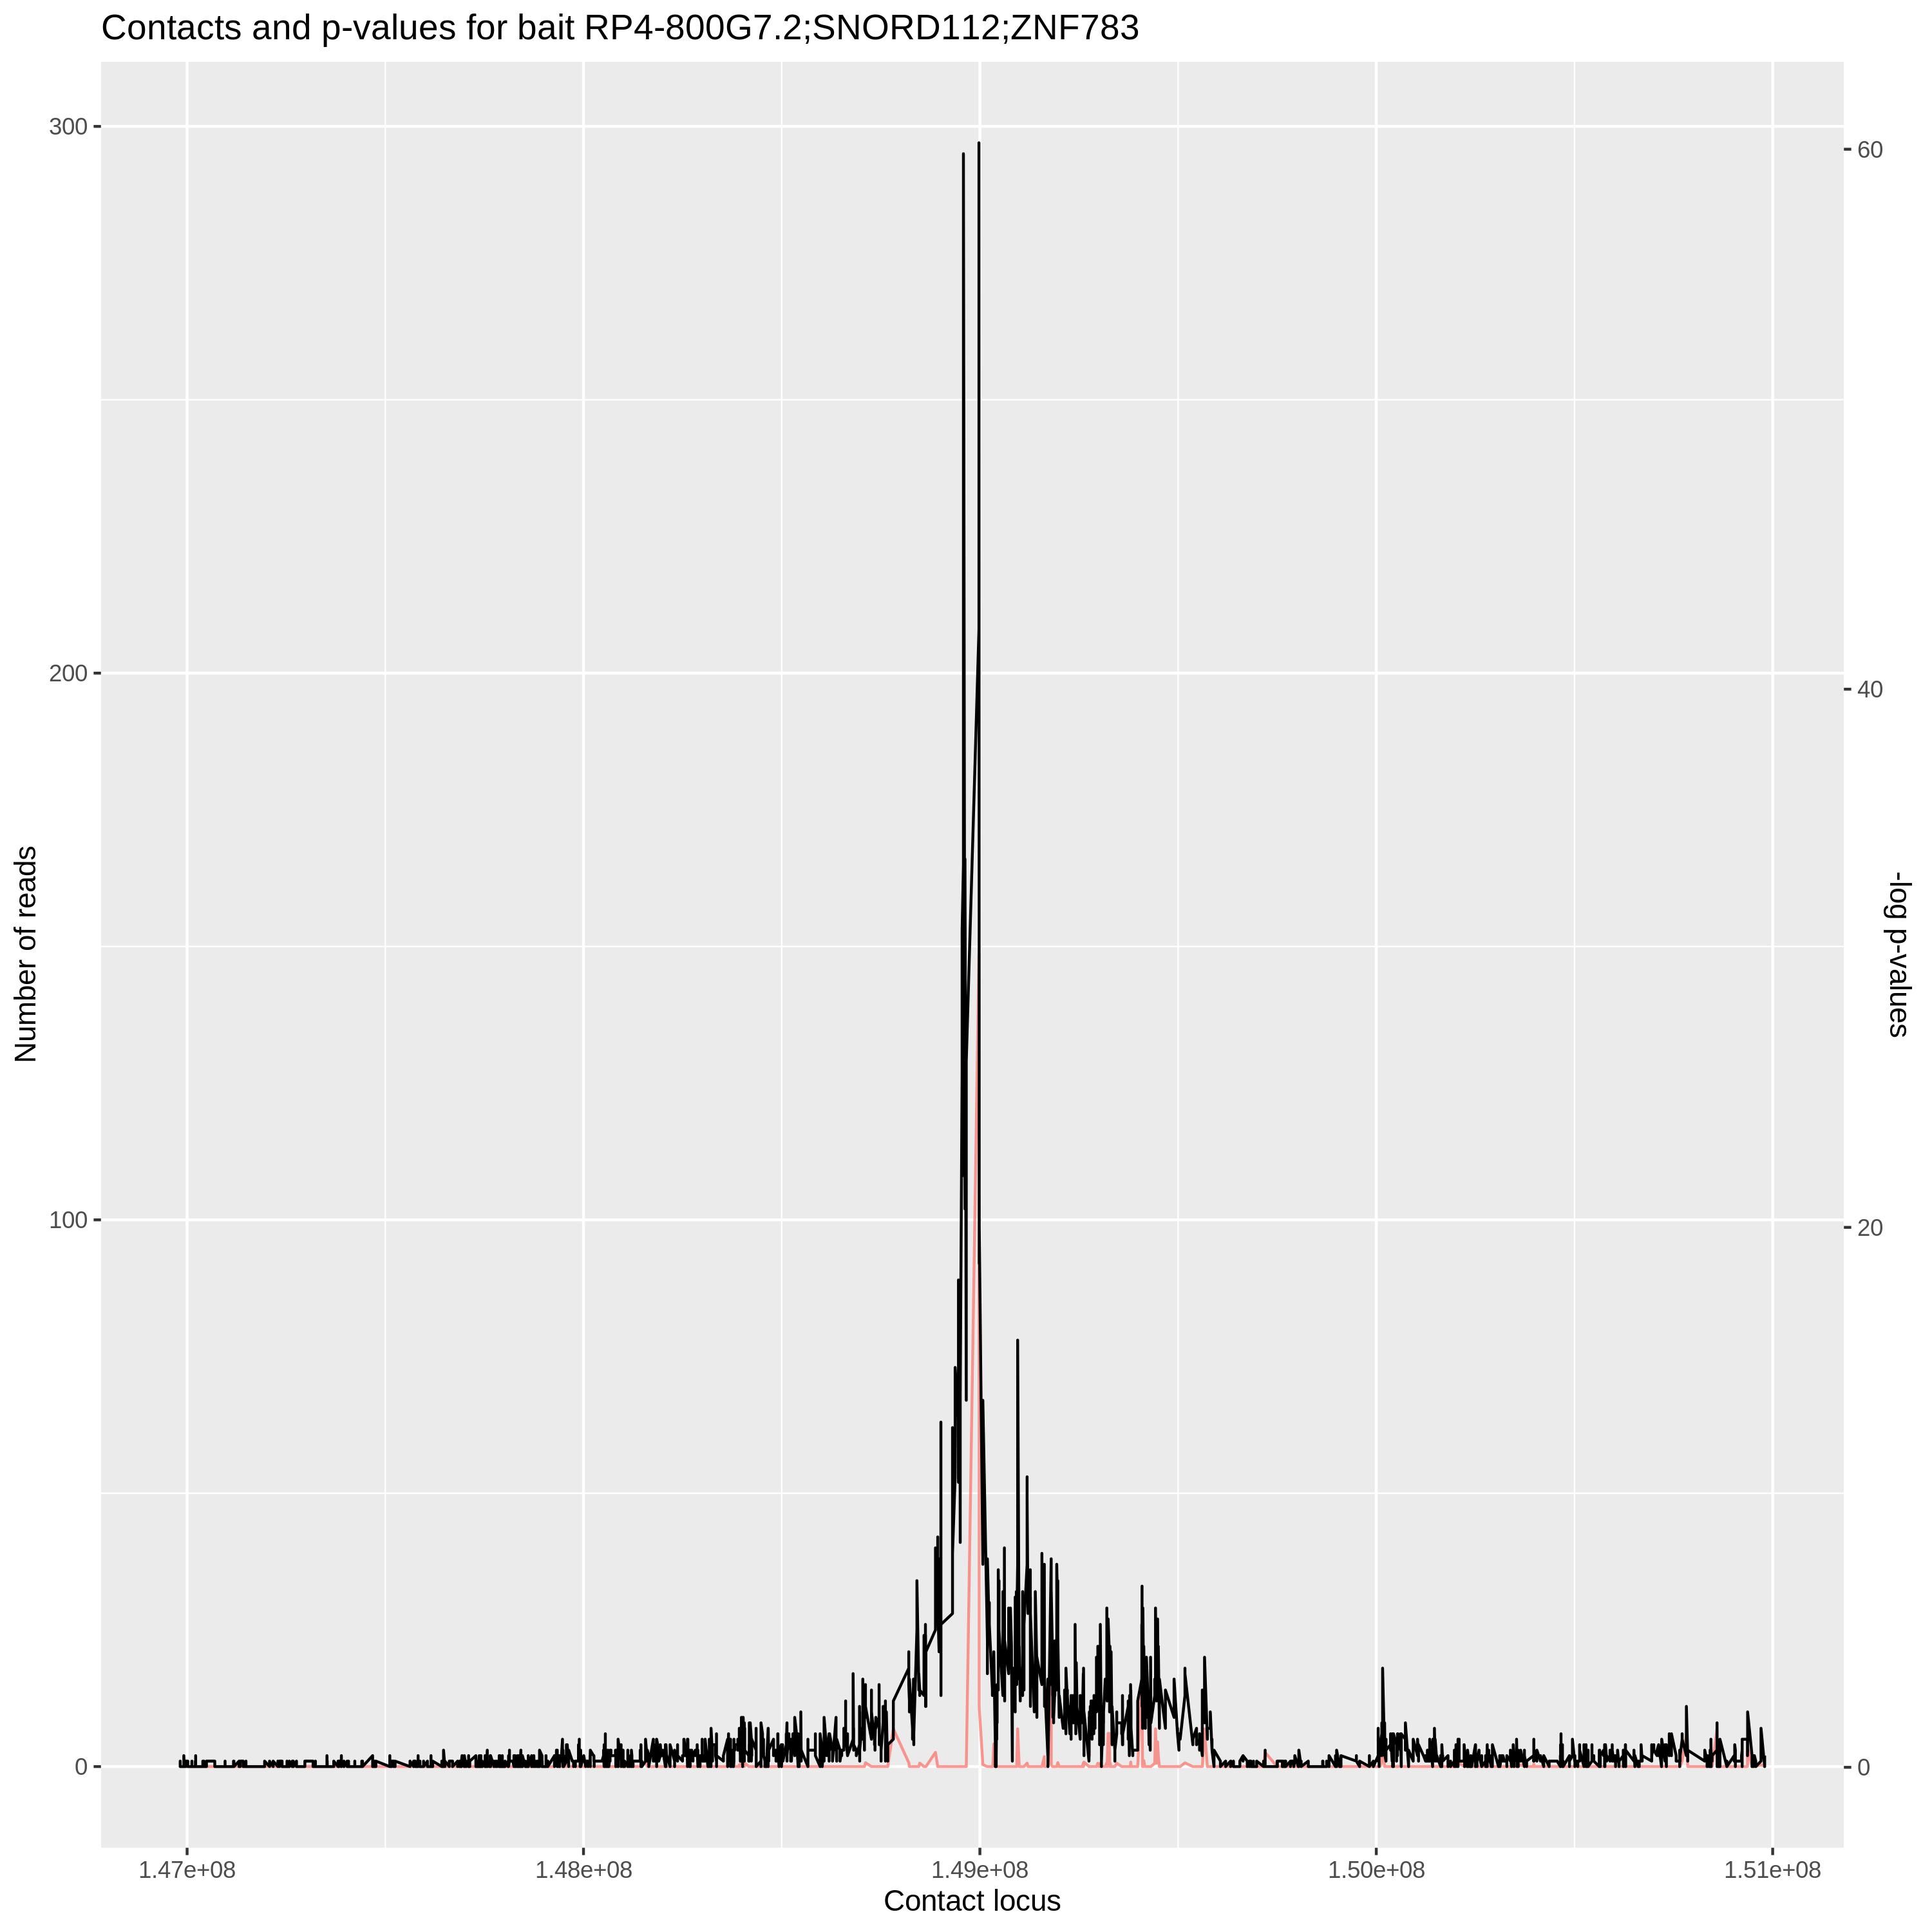 Contacts and p-values for bait RP4-800G7.2;SNORD112;ZNF783
300
200
100
0
Number of reads
60
40
20
0
-log p-values
1.47e+08
1.48e+08
1.49e+08
1.50e+08
1.51e+08
Contact locus